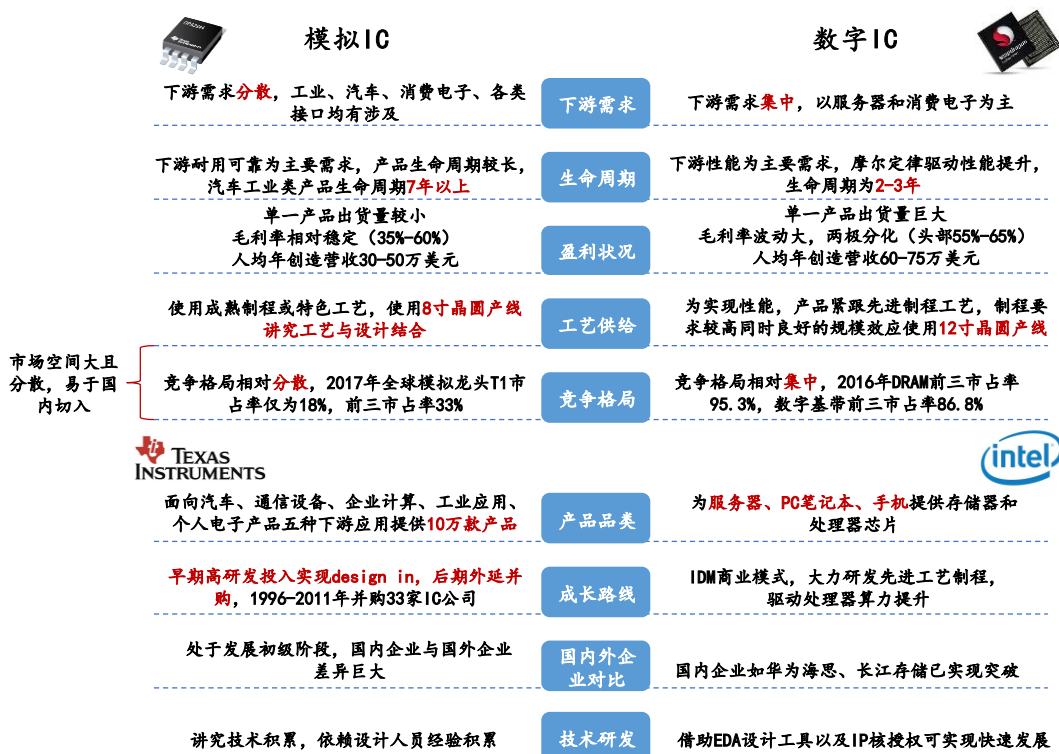 模拟IC
数字IC
snapdragon
下游需求分散，工业、汽车、消费电子、各类
接口均有涉及
下游需求
下游需求集中，以服务器和消费电子为主
下游耐用可靠为主要需求，产品生命周期较长，
汽车工业类产品生命周期7年以上
生命周期
下游性能为主要需求，摩尔定律驱动性能提升，
生命周期为2-3年
单一产品出货量较小
毛利率相对稳定（35%-60%）
人均年创造营收30-50万美元
盈利状况
单一产品出货量巨大
毛利率波动大，两极分化（头部55%-65%）
人均年创造营收60-75万美元
使用成熟制程或特色工艺，使用8寸晶圆产线
讲究工艺与设计结合
工艺供给
为实现性能，产品紧跟先进制程工艺，制程要
求较高同时良好的规模效应使用12寸晶圆产线
市场空间大且
分散，易于国
内切入
竞争格局相对分散，2017年全球模拟龙头T1市
占率仅为18%，前三市占率33%
竞争格局
竞争格局相对集中，2016年DRAM前三市占率
95.3%，数字基带前三市占率86.8%
TEXAS
INSTRUMENTS
intel
面向汽车、通信设备、企业计算、工业应用、
个人电子产品五种下游应用提供10万款产品
产品品类
为服务器、PC笔记本、手机提供存储器和
处理器芯片
早期高研发投入实现design in，后期外延并
购，1996-2011年并购33家IC公司
成长路线
IDM商业模式，大力研发先进工艺制程，
驱动处理器算力提升
处于发展初级阶段，国内企业与国外企业
差异巨大
国内外企
业对比
国内企业如华为海思、长江存储已实现突破
讲究技术积累，依赖设计人员经验积累
技术研发
借助EDA设计工具以及IP核授权可实现快速发展